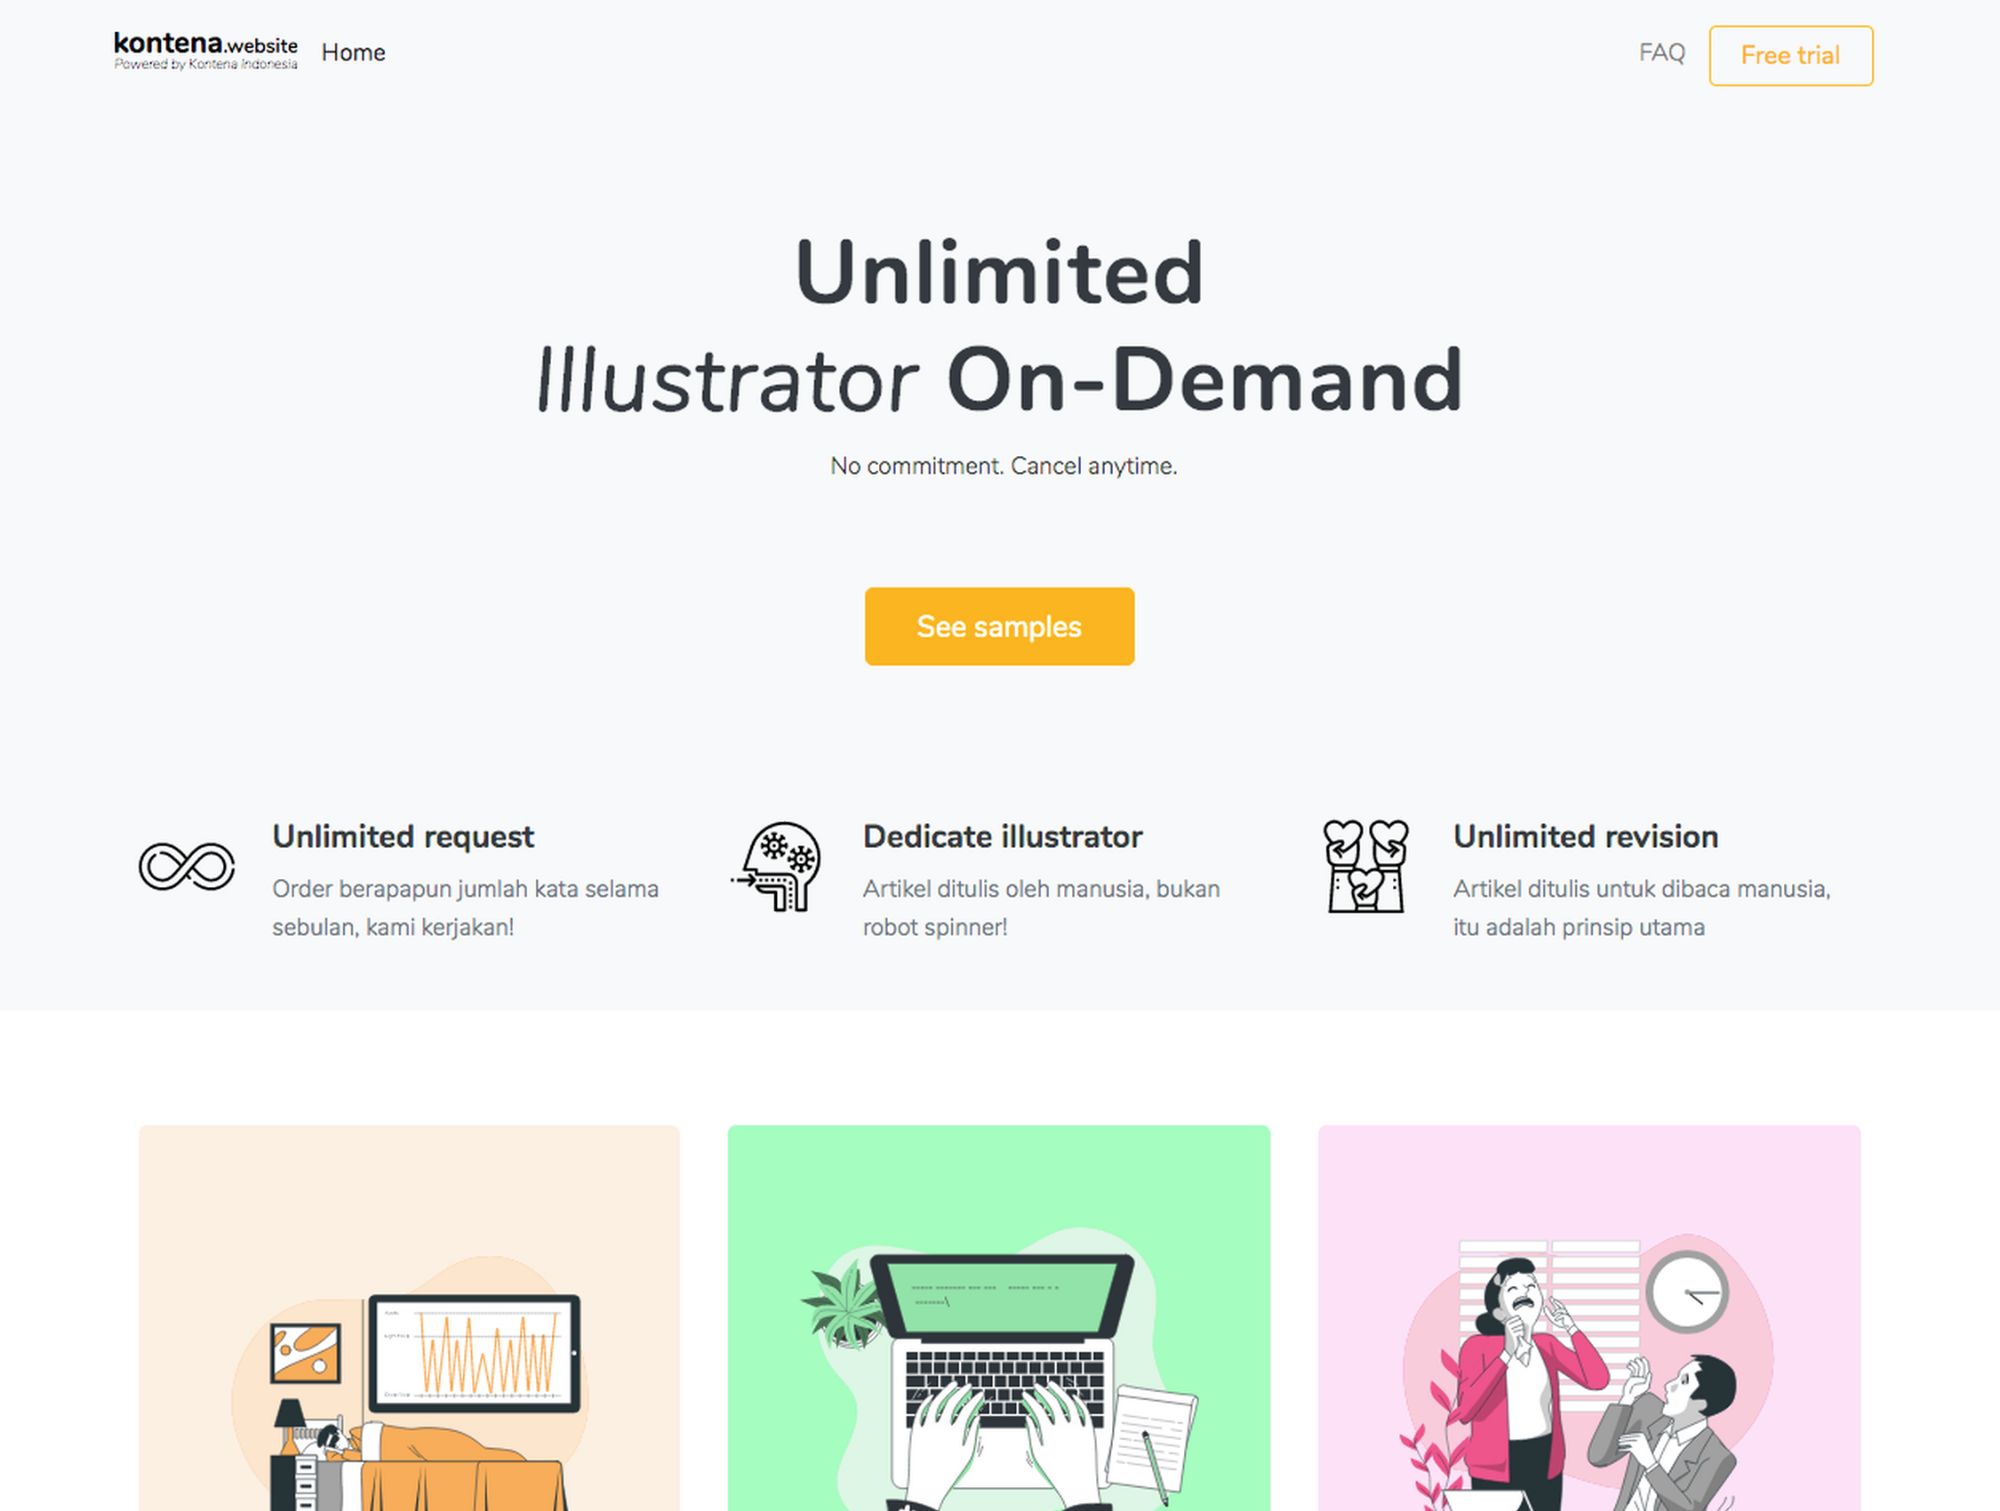 kontena.website
Powered by Kontena Indonesia
Home
FAQ
Free trial
Unlimited
Illustrator On-Demand
No commitment. Cancel anytime.
See samples
Unlimited request
Order berapapun jumlah kata selama
sebulan, kami kerjakan!
Dedicate illustrator
Artikel ditulis oleh manusia, bukan
robot spinner!
Unlimited revision
Artikel ditulis untuk dibaca manusia,
itu adalah prinsip utama